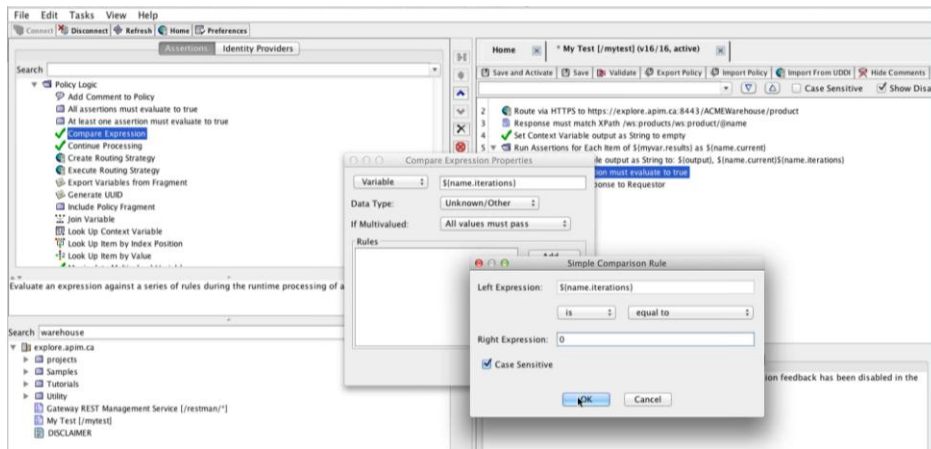 File Edit Tasks View Help
Connect Disconnect Refresh Home Preferences
Assertions Identity Providers
Search
Policy Logic
Add Comment to Policy
All assertions must evaluate to true
At least one assertion must evaluate to true
Compare Expression
Continue Processing
Create Routing Strategy
Execute Routing Strategy
Export Variables from Fragment
Generate UUID
Include Policy Fragment
Join Variable
Look Up Context Variable
Look Up Item by Index Position
Look Up Item by Value
Evaluate an expression against a series of rules during the runtime processing of a
Search warehouse
explore.apim.ca
projects
Samples
Tutorials
Utility
Gateway REST Management Service [/restman/*]
My Test [/mytest]
DISCLAIMER
Home * My Test [/mytest] (v16/16, active)
Save and Activate Save Validate Export Policy Import Policy Import From UDDI Hide Comments
Case Sensitive Show Disa
2 Route via HTTPS to https://explore.apim.ca:8443/ACMEWarehouse/product
3 Response must match XPath /ws:products/ws:product/@name
4 Set Context Variable output as String to empty
5 Run Assertions for Each Item of ${myvar.results} as ${name.current}
le output as String to: ${output}, ${name.current}${name.iterations}
ion must evaluate to true
ponse to Requestor
Compare Expression Properties
Variable ${name.iterations}
Data Type: Unknown/Other
If Multivalued: All values must pass
Rules
Simple Comparison Rule
Left Expression: ${name.iterations}
is equal to
Right Expression: 0
Case Sensitive
OK Cancel
ion feedback has been disabled in the